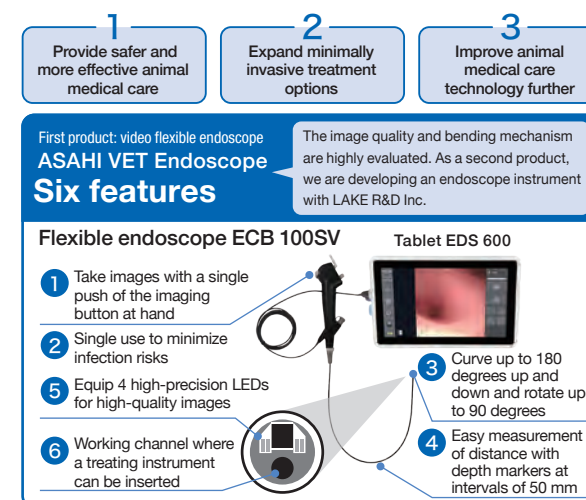 1
Provide safer and
more effective animal
medical care
2
Expand minimally
invasive treatment
options
3
Improve animal
medical care
technology further
First product: video flexible endoscope
ASAHI VET Endoscope
Six features
The image quality and bending mechanism
are highly evaluated. As a second product,
we are developing an endoscope instrument
with LAKE R&D Inc.
Flexible endoscope ECB 100SV
Tablet EDS 600
1 Take images with a single
push of the imaging
button at hand
2 Single use to minimize
infection risks
5 Equip 4 high-precision LEDs
for high-quality images
6 Working channel where
a treating instrument
can be inserted
3 Curve up to 180
degrees up and
down and rotate up
to 90 degrees
4 Easy measurement
of distance with
depth markers at
intervals of 50 mm